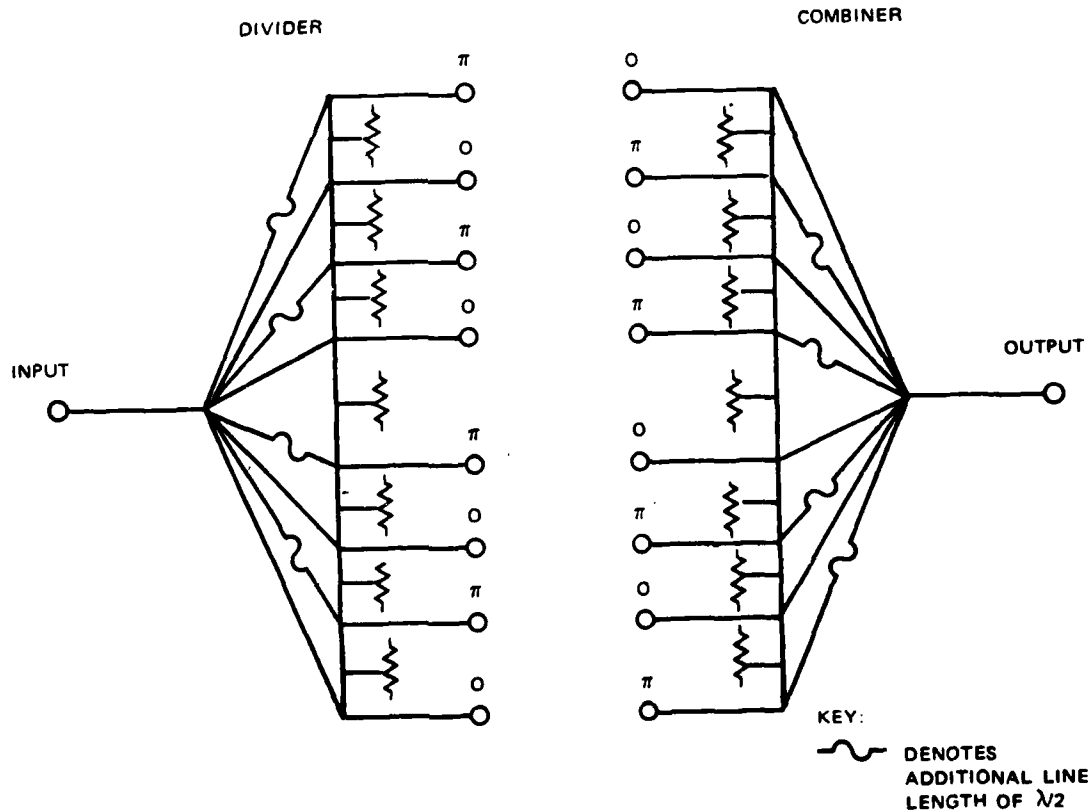 DIVIDER
COMBINER
π
0
π
0
π
0
π
0
INPUT
0
π
0
π
0
π
0
π
OUTPUT
KEY:
DENOTES
ADDITIONAL LINE
LENGTH OF λ/2